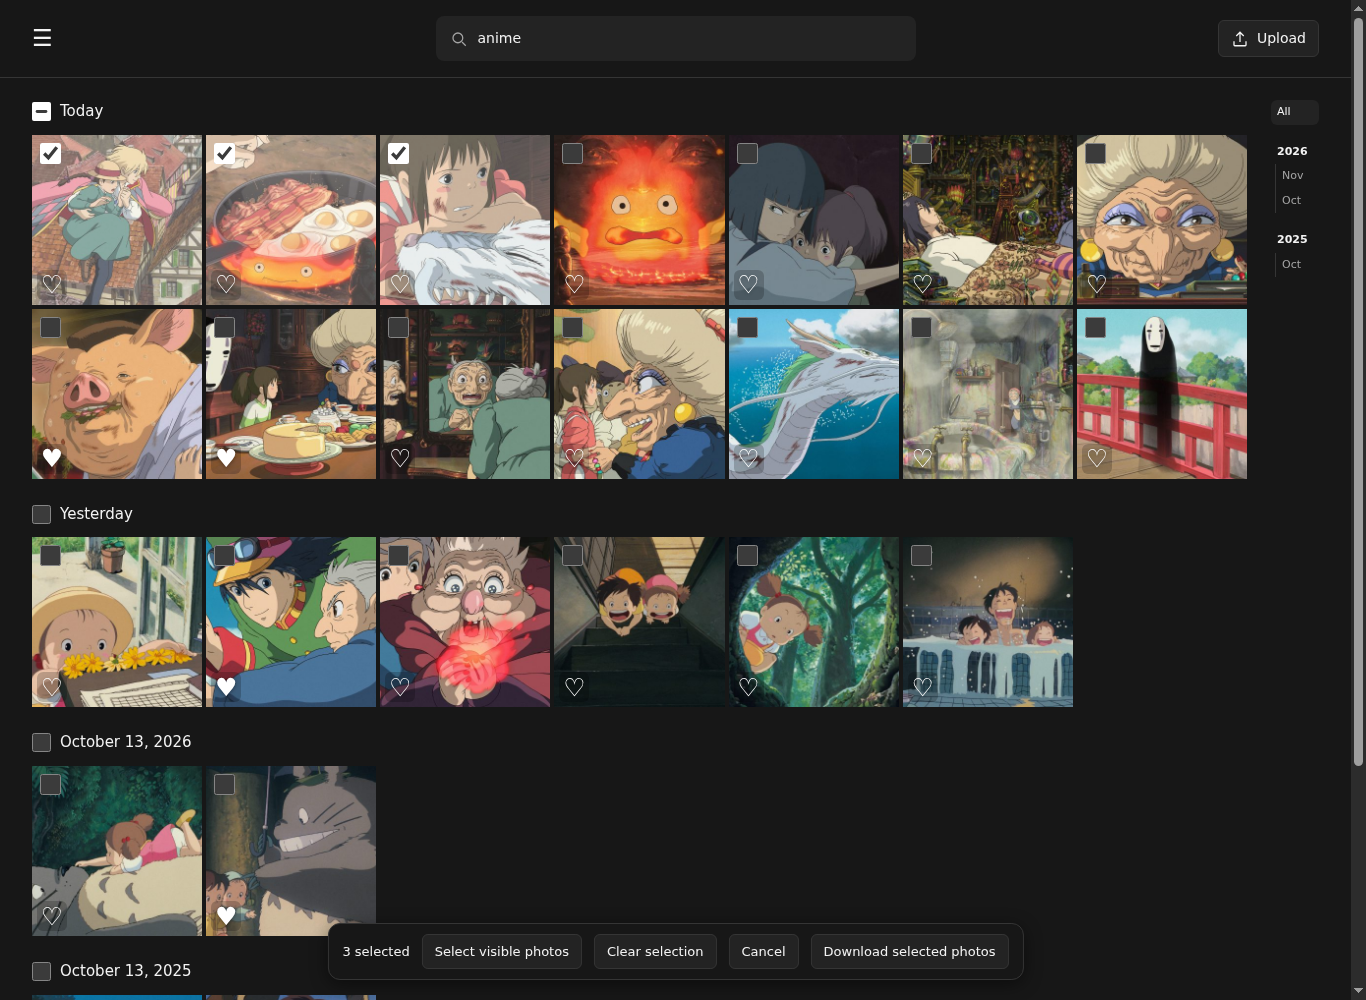 anime
Upload
Today
All
2026
Nov
Oct
2025
Oct
Yesterday
October 13, 2026
October 13, 2025
3 selected
Select visible photos
Clear selection
Cancel
Download selected photos